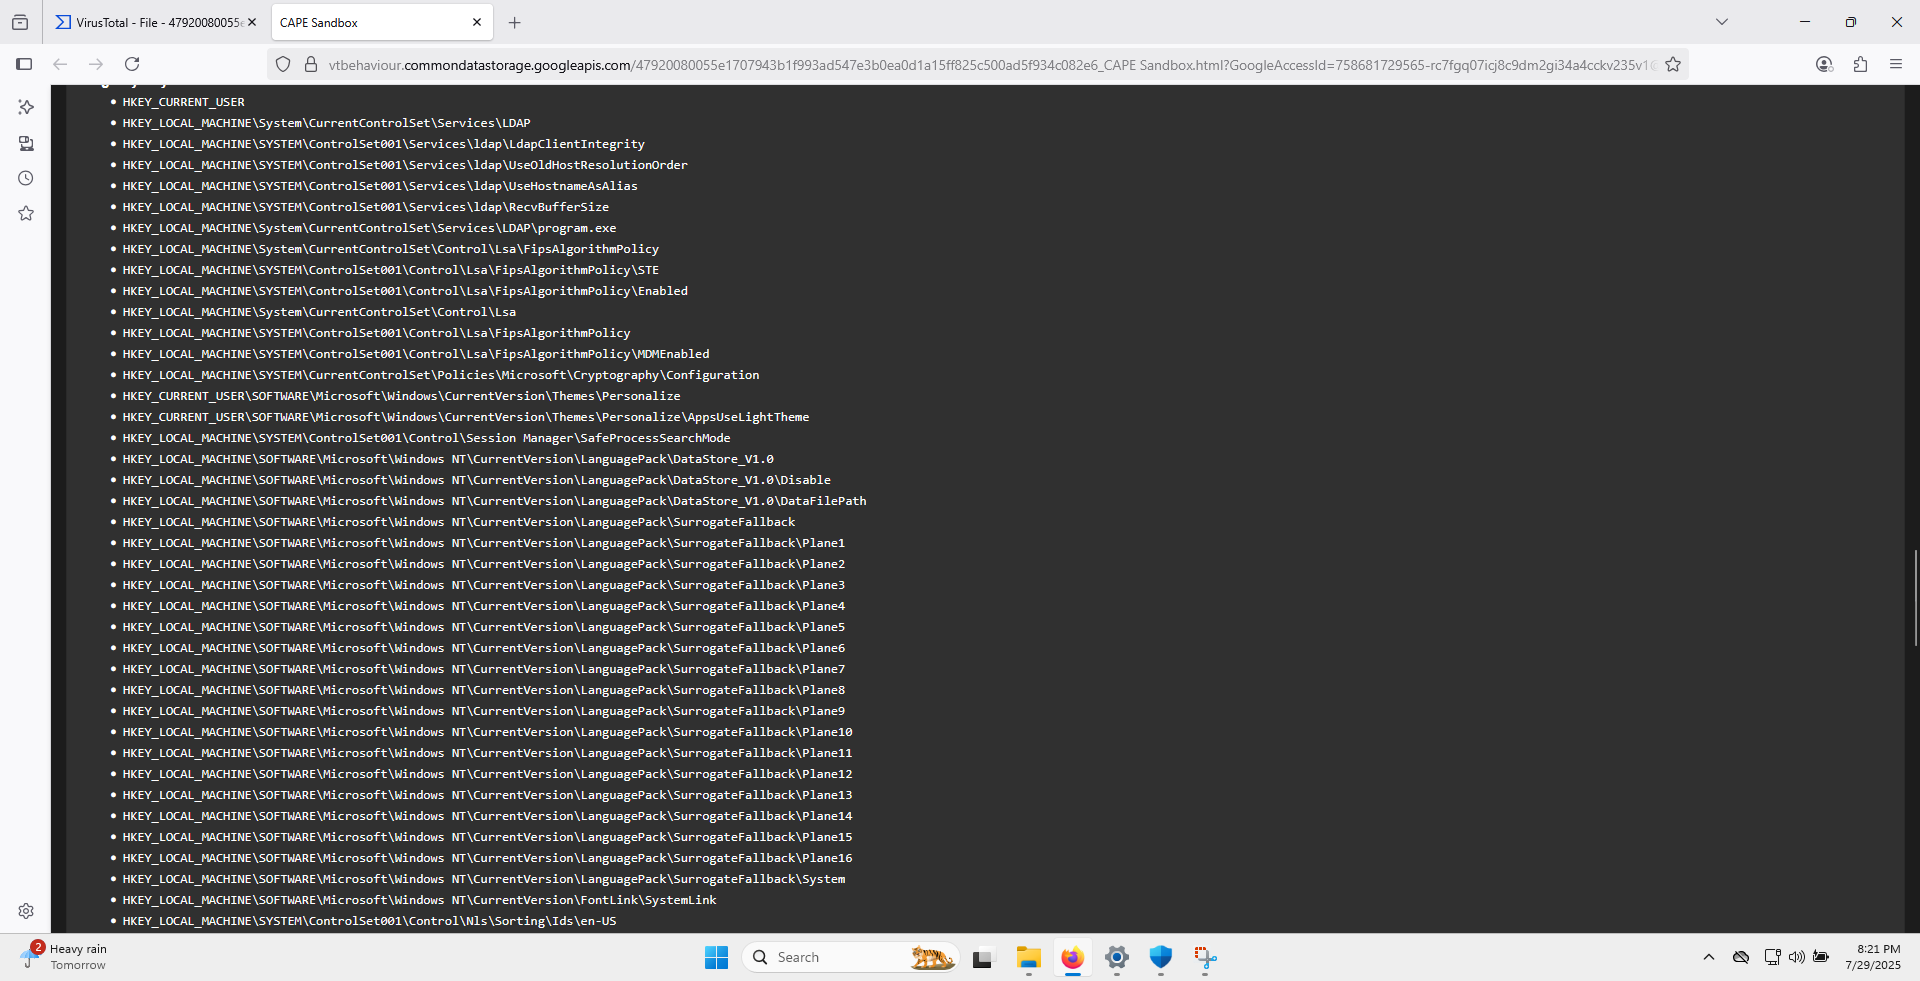 VirusTotal - File - 47920080055e
CAPE Sandbox
vtbehaviour.commondatastorage.googleapis.com/47920080055e1707943b1f993ad547e3b0ea0d1a15ff825c500ad5f934c082e6_CAPE Sandbox.html?GoogleAccessId=758681729565-rc7fgq07icj8c9dm2gi34a4cckv235v1@
HKEY_CURRENT_USER
HKEY_LOCAL_MACHINE\System\CurrentControlSet\Services\LDAP
HKEY_LOCAL_MACHINE\SYSTEM\ControlSet001\Services\ldap\LdapClientIntegrity
HKEY_LOCAL_MACHINE\SYSTEM\ControlSet001\Services\ldap\UseOldHostResolutionOrder
HKEY_LOCAL_MACHINE\SYSTEM\ControlSet001\Services\ldap\UseHostnameAsAlias
HKEY_LOCAL_MACHINE\SYSTEM\ControlSet001\Services\ldap\RecvBufferSize
HKEY_LOCAL_MACHINE\System\CurrentControlSet\Services\LDAP\program.exe
HKEY_LOCAL_MACHINE\System\CurrentControlSet\Control\Lsa\FipsAlgorithmPolicy
HKEY_LOCAL_MACHINE\SYSTEM\ControlSet001\Control\Lsa\FipsAlgorithmPolicy\STE
HKEY_LOCAL_MACHINE\SYSTEM\ControlSet001\Control\Lsa\FipsAlgorithmPolicy\Enabled
HKEY_LOCAL_MACHINE\System\CurrentControlSet\Control\Lsa
HKEY_LOCAL_MACHINE\SYSTEM\ControlSet001\Control\Lsa\FipsAlgorithmPolicy
HKEY_LOCAL_MACHINE\SYSTEM\ControlSet001\Control\Lsa\FipsAlgorithmPolicy\MDMEnabled
HKEY_LOCAL_MACHINE\SYSTEM\CurrentControlSet\Policies\Microsoft\Cryptography\Configuration
HKEY_CURRENT_USER\SOFTWARE\Microsoft\Windows\CurrentVersion\Themes\Personalize
HKEY_CURRENT_USER\SOFTWARE\Microsoft\Windows\CurrentVersion\Themes\Personalize\AppsUseLightTheme
HKEY_LOCAL_MACHINE\SYSTEM\ControlSet001\Control\Session Manager\SafeProcessSearchMode
HKEY_LOCAL_MACHINE\SOFTWARE\Microsoft\Windows NT\CurrentVersion\LanguagePack\DataStore_V1.0
HKEY_LOCAL_MACHINE\SOFTWARE\Microsoft\Windows NT\CurrentVersion\LanguagePack\DataStore_V1.0\Disable
HKEY_LOCAL_MACHINE\SOFTWARE\Microsoft\Windows NT\CurrentVersion\LanguagePack\DataStore_V1.0\DataFilePath
HKEY_LOCAL_MACHINE\SOFTWARE\Microsoft\Windows NT\CurrentVersion\LanguagePack\SurrogateFallback
HKEY_LOCAL_MACHINE\SOFTWARE\Microsoft\Windows NT\CurrentVersion\LanguagePack\SurrogateFallback\Plane1
HKEY_LOCAL_MACHINE\SOFTWARE\Microsoft\Windows NT\CurrentVersion\LanguagePack\SurrogateFallback\Plane2
HKEY_LOCAL_MACHINE\SOFTWARE\Microsoft\Windows NT\CurrentVersion\LanguagePack\SurrogateFallback\Plane3
HKEY_LOCAL_MACHINE\SOFTWARE\Microsoft\Windows NT\CurrentVersion\LanguagePack\SurrogateFallback\Plane4
HKEY_LOCAL_MACHINE\SOFTWARE\Microsoft\Windows NT\CurrentVersion\LanguagePack\SurrogateFallback\Plane5
HKEY_LOCAL_MACHINE\SOFTWARE\Microsoft\Windows NT\CurrentVersion\LanguagePack\SurrogateFallback\Plane6
HKEY_LOCAL_MACHINE\SOFTWARE\Microsoft\Windows NT\CurrentVersion\LanguagePack\SurrogateFallback\Plane7
HKEY_LOCAL_MACHINE\SOFTWARE\Microsoft\Windows NT\CurrentVersion\LanguagePack\SurrogateFallback\Plane8
HKEY_LOCAL_MACHINE\SOFTWARE\Microsoft\Windows NT\CurrentVersion\LanguagePack\SurrogateFallback\Plane9
HKEY_LOCAL_MACHINE\SOFTWARE\Microsoft\Windows NT\CurrentVersion\LanguagePack\SurrogateFallback\Plane10
HKEY_LOCAL_MACHINE\SOFTWARE\Microsoft\Windows NT\CurrentVersion\LanguagePack\SurrogateFallback\Plane11
HKEY_LOCAL_MACHINE\SOFTWARE\Microsoft\Windows NT\CurrentVersion\LanguagePack\SurrogateFallback\Plane12
HKEY_LOCAL_MACHINE\SOFTWARE\Microsoft\Windows NT\CurrentVersion\LanguagePack\SurrogateFallback\Plane13
HKEY_LOCAL_MACHINE\SOFTWARE\Microsoft\Windows NT\CurrentVersion\LanguagePack\SurrogateFallback\Plane14
HKEY_LOCAL_MACHINE\SOFTWARE\Microsoft\Windows NT\CurrentVersion\LanguagePack\SurrogateFallback\Plane15
HKEY_LOCAL_MACHINE\SOFTWARE\Microsoft\Windows NT\CurrentVersion\LanguagePack\SurrogateFallback\Plane16
HKEY_LOCAL_MACHINE\SOFTWARE\Microsoft\Windows NT\CurrentVersion\LanguagePack\SurrogateFallback\System
HKEY_LOCAL_MACHINE\SOFTWARE\Microsoft\Windows NT\CurrentVersion\FontLink\SystemLink
HKEY_LOCAL_MACHINE\SYSTEM\ControlSet001\Control\Nls\Sorting\Ids\en-US
2
Heavy rain
Tomorrow
Search
8:21 PM
7/29/2025